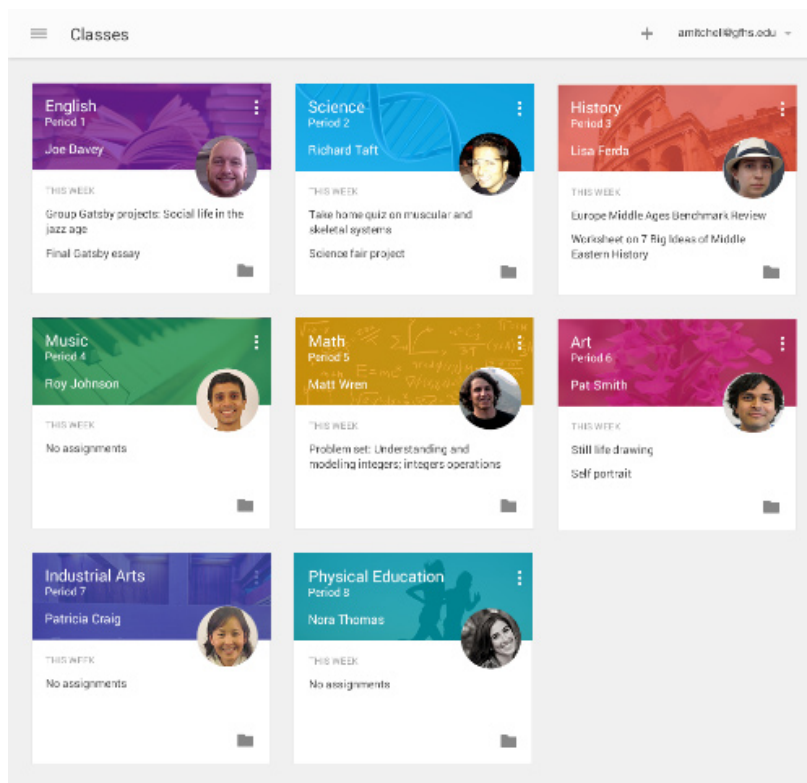 Classes
amitchel@gfhs.edu
English
Period 1
Joe Davey
THIS WEEK
Group Gatsby projects: Social life in the
jazz age
Final Gatsby essay
Science
Period 2
Richard Taft
THIS WEEK
Take home quiz on muscular and
skeletal systems
Science fair project
History
Period 3
Lisa Ferda
THIS WEEK
Europe Middle Ages Benchmark Review
Worksheet on 7 Big Ideas of Middle
Eastern History
Music
Period 4
Roy Johnson
THIS WEEK
No assignments
Math
Period 5
Matt Wren
THIS WEEK
Problem set: Understanding and
modeling integers; integers operations
Art
Period 6
Pat Smith
THIS WEEK
Still life drawing
Self portrait
Industrial Arts
Period 7
Patricia Craig
THIS WEEK
No assignments
Physical Education
Period 8
Nora Thomas
THIS WEEK
No assignments